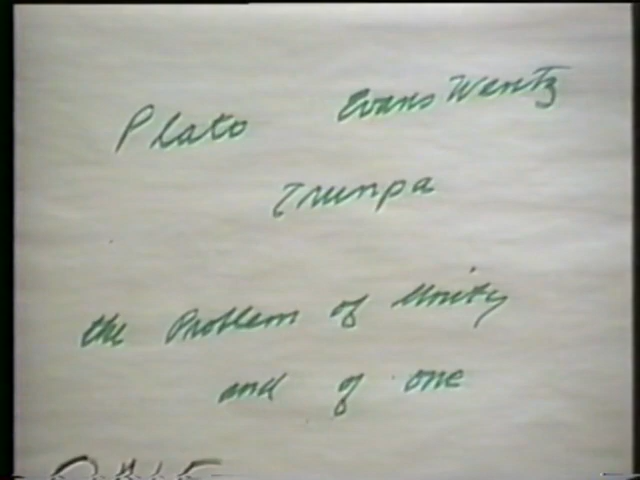 Plato Evans Wentz
Trunpa
the Problem of Unity
and of one